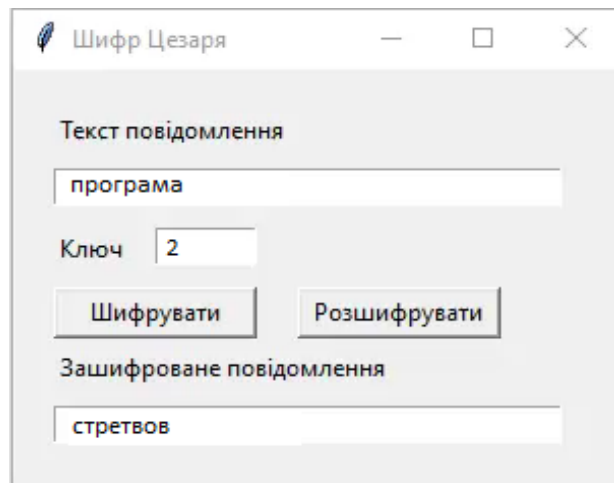 Шифр Цезаря
Текст повідомлення
програма
Ключ 2
Шифрувати Розшифрувати
Зашифроване повідомлення
стретвов